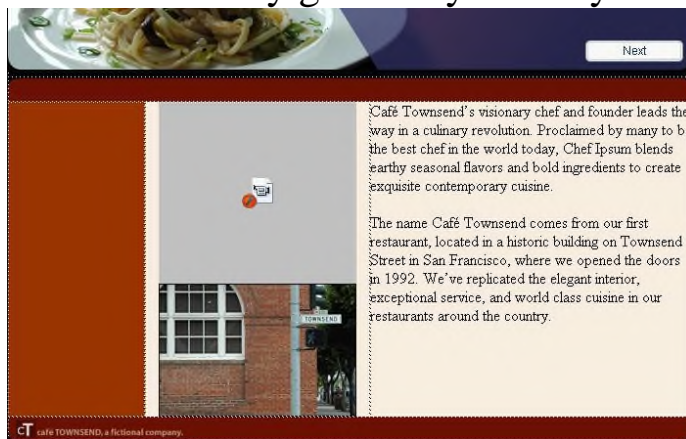 Next
Café Townsend's visionary chef and founder leads the
way in a culinary revolution. Proclaimed by many to b
the best chef in the world today, Chef Ipsum blends
earthy seasonal flavors and bold ingredients to create
exquisite contemporary cuisine.
The name Café Townsend comes from our first
restaurant, located in a historic building on Townsend
Street in San Francisco, where we opened the doors
in 1992. We've replicated the elegant interior,
exceptional service, and world class cuisine in our
restaurants around the country.
TOWNSEND
cT café TOWNSEND, a fictional company.